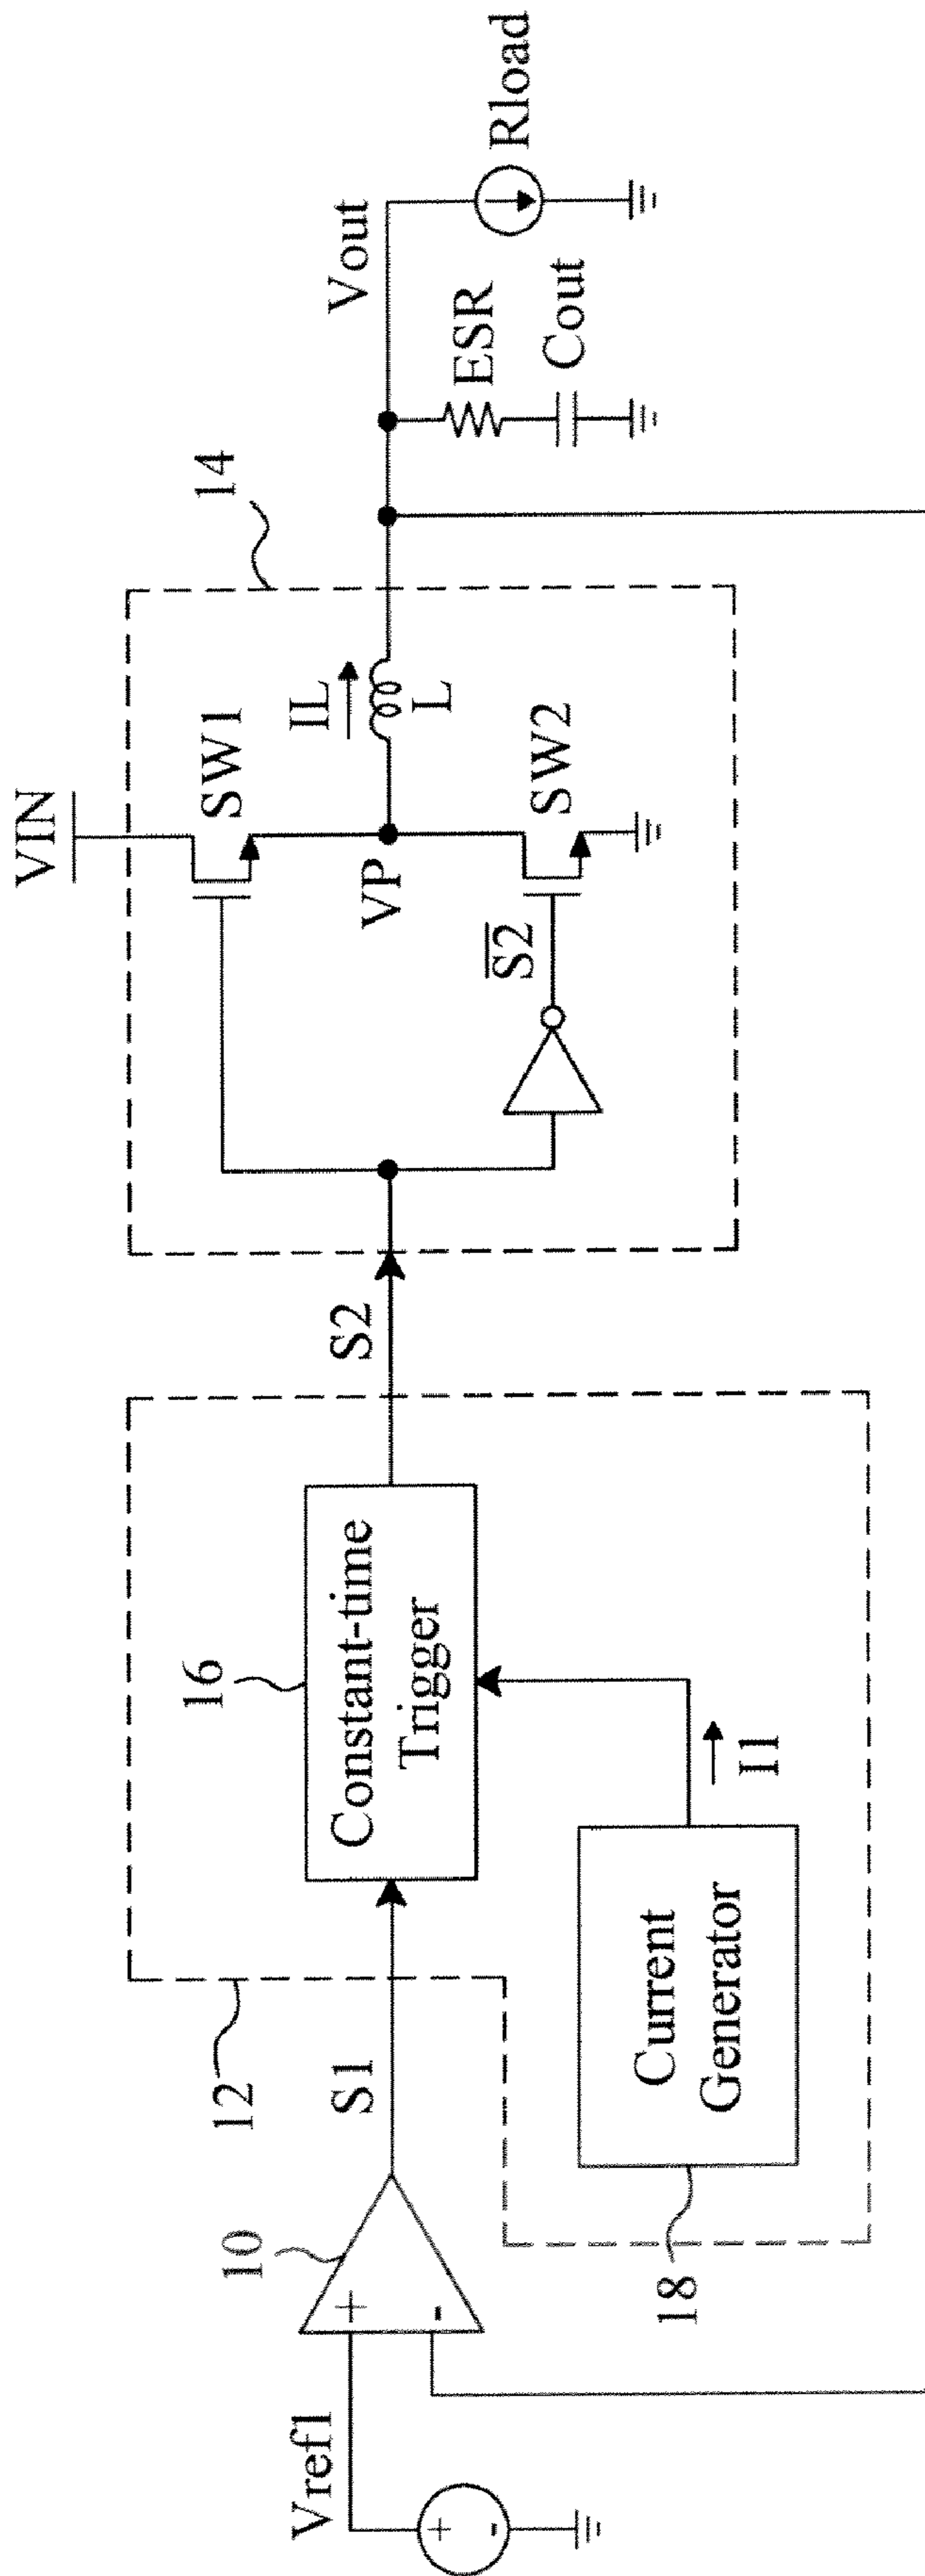 Vref1
+
-
+
-
10
S1
12
16
Constant-time
Trigger
18
Current
Generator
I1
S2
14
VIN
SW1
VP
IL
L
S̅2̅
SW2
Vout
ESR
Cout
Rload